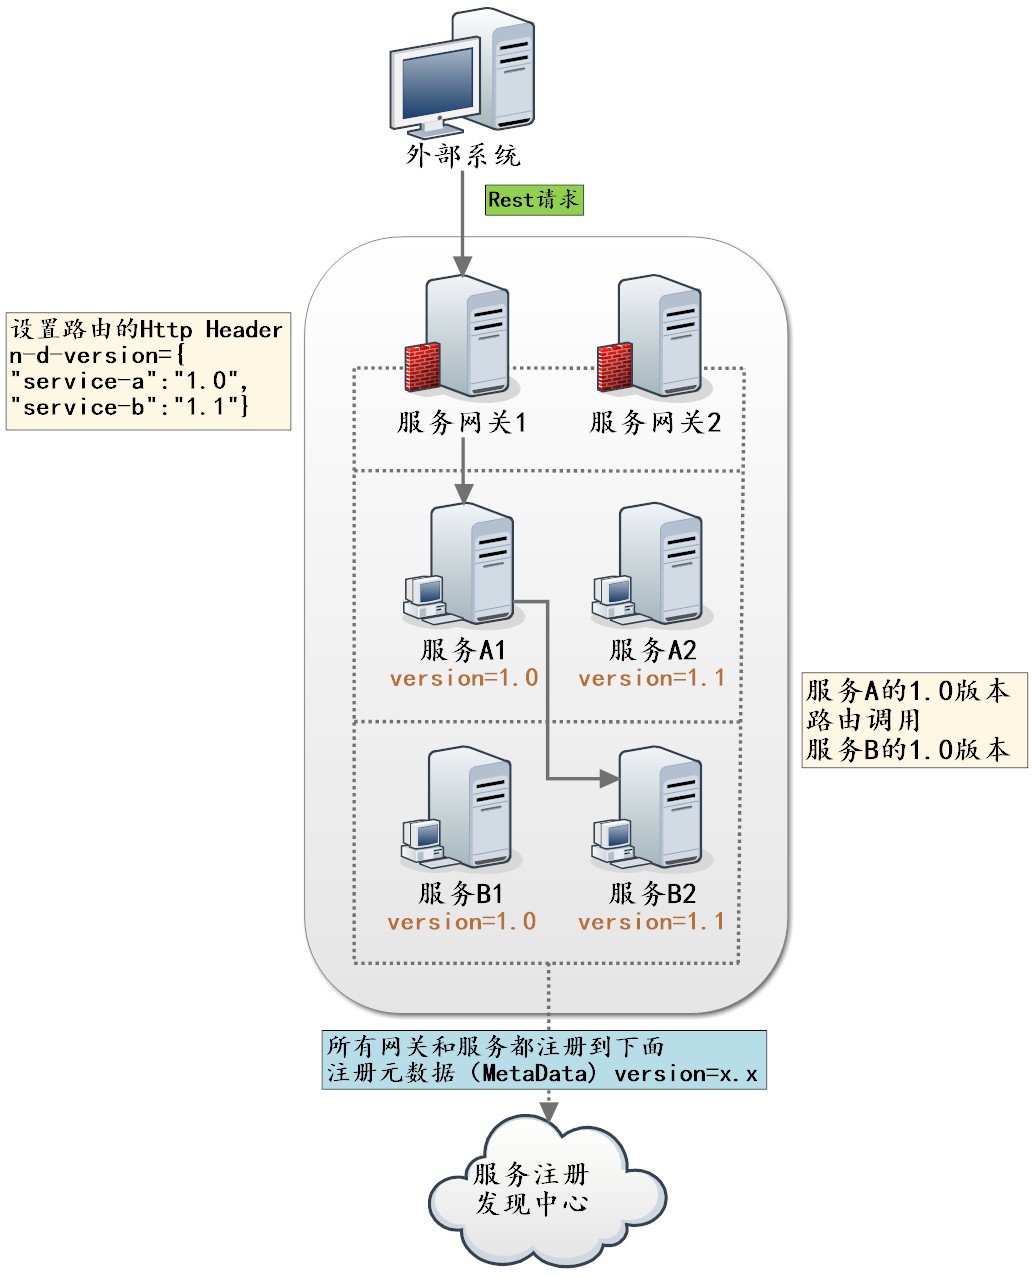 外部系统
Rest请求
设置路由的Http Header
n-d-version={
"service-a":"1.0",
"service-b":"1.1"}
服务网关1
服务网关2
服务A1
version=1.0
服务A2
version=1.1
服务A的1.0版本
路由调用
服务B的1.0版本
服务B1
version=1.0
服务B2
version=1.1
所有网关和服务都注册到下面
注册元数据（MetaData）version=x.x
服务注册
发现中心